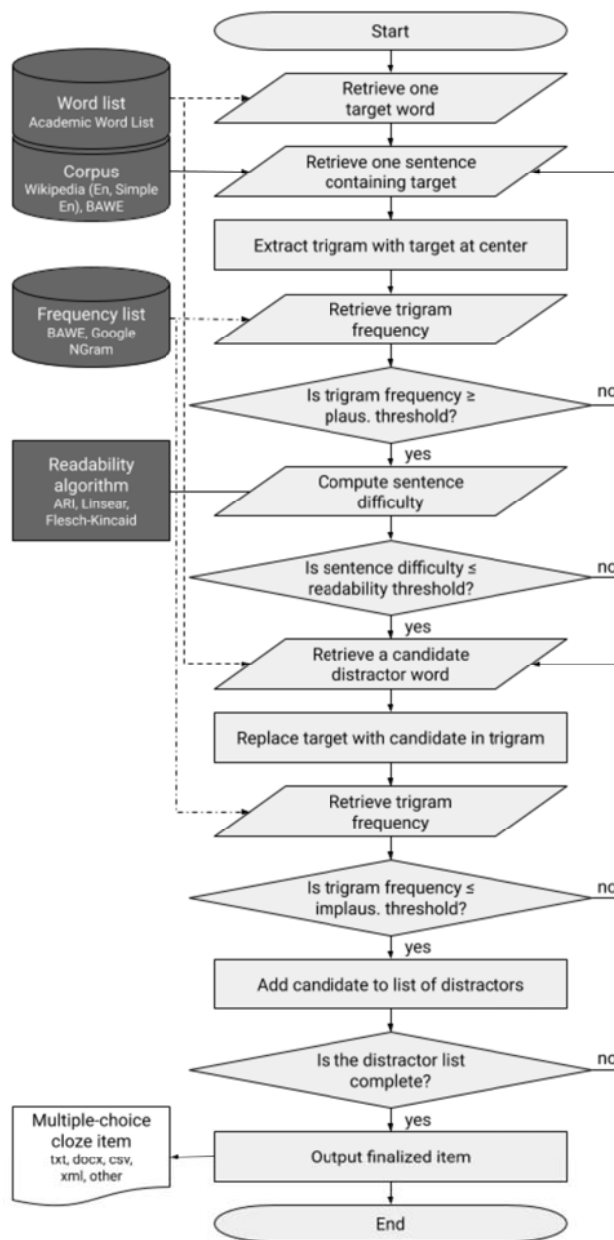 Start
Word list
Academic Word List
Retrieve one
target word
Corpus
Wikipedia (En, Simple
En), BAWE
Retrieve one sentence
containing target
Extract trigram with target at center
Frequency list
BAWE, Google
NGram
Retrieve trigram
frequency
Is trigram frequency ≥
plaus. threshold?
no
yes
Readability
algorithm
ARI, Linsear,
Flesch-Kincaid
Compute sentence
difficulty
Is sentence difficulty ≤
readability threshold?
no
yes
Retrieve a candidate
distractor word
Replace target with candidate in trigram
Retrieve trigram
frequency
Is trigram frequency ≤
implaus. threshold?
no
yes
Add candidate to list of distractors
Is the distractor list
complete?
no
yes
Multiple-choice
cloze item
txt, docx, csv,
xml, other
Output finalized item
End